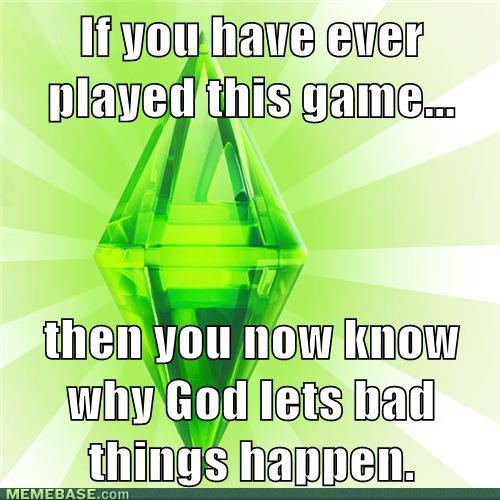 If you have ever
played this game...
then you now know
why God lets bad
things happen.
MEMEBASE.com